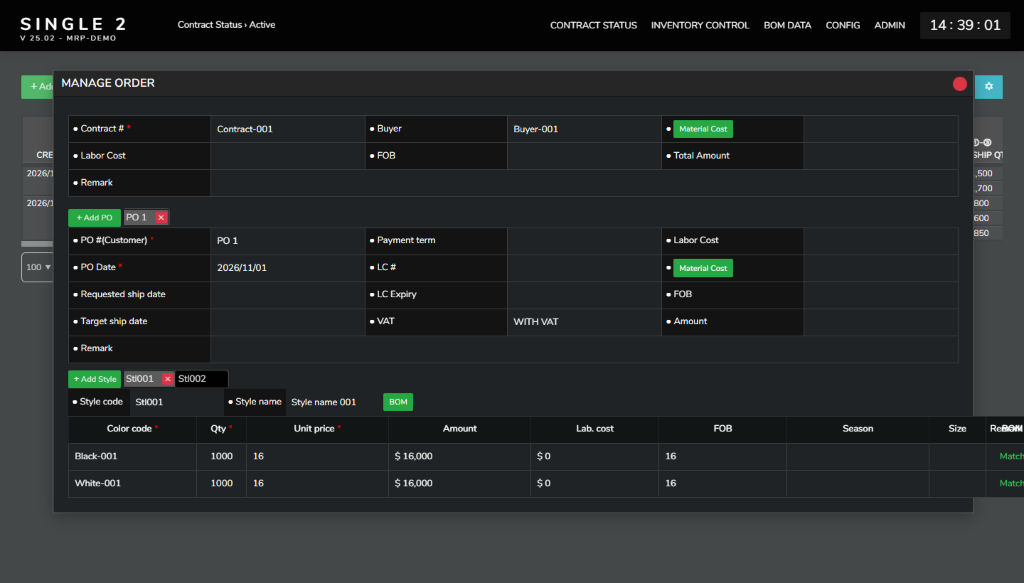 SINGLE 2
V 25.02 - MRP-DEMO
Contract Status › Active
CONTRACT STATUS INVENTORY CONTROL BOM DATA CONFIG ADMIN
14 : 39 : 01
+ Add
MANAGE ORDER
• Contract # * Contract-001 • Buyer Buyer-001 • Material Cost
• Labor Cost • FOB • Total Amount
• Remark
CRE
SHIP QT
2026/1
,500
,700
2026/1
800
600
850
100 ▼
+ Add PO PO 1 ×
• PO #(Customer) * PO 1 • Payment term • Labor Cost
• PO Date * 2026/11/01 • LC # • Material Cost
• Requested ship date • LC Expiry • FOB
• Target ship date • VAT WITH VAT • Amount
• Remark
+ Add Style Stl001 × Stl002
• Style code Stl001 • Style name Style name 001 BOM
Color code * Qty * Unit price * Amount Lab. cost FOB Season Size BOM
Black-001 1000 16 $ 16,000 $ 0 16 Match
White-001 1000 16 $ 16,000 $ 0 16 Match